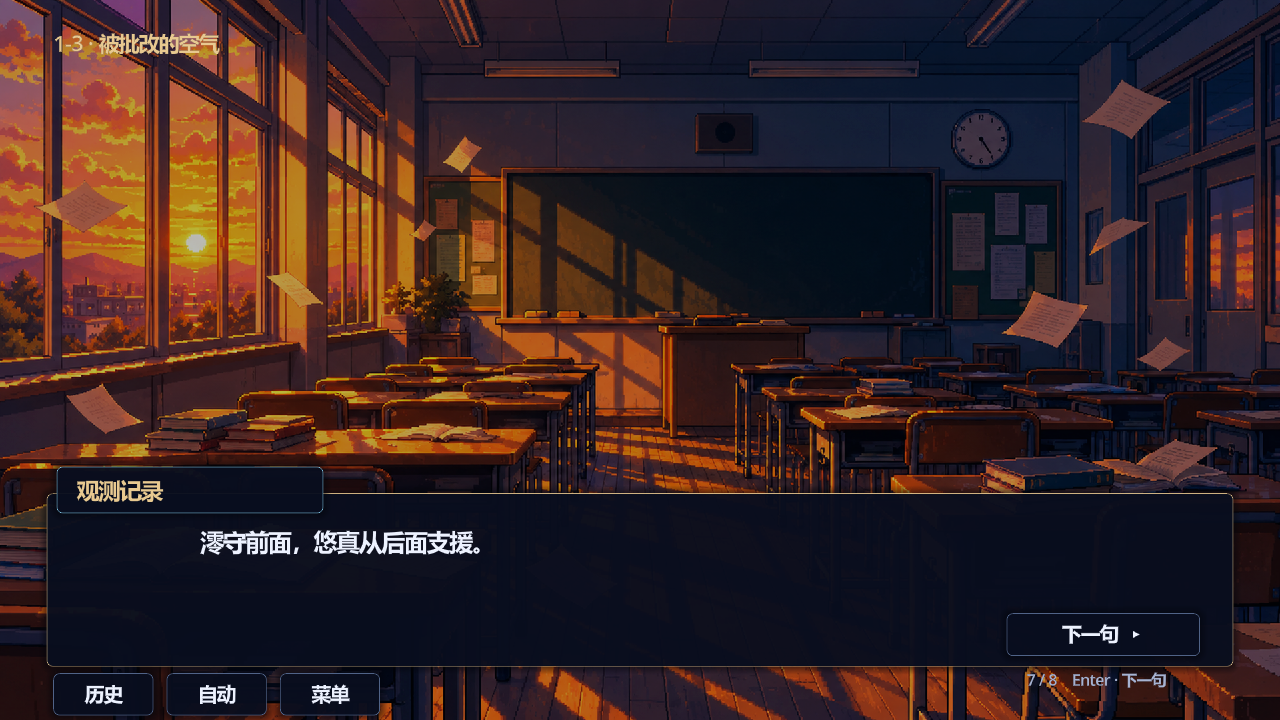 1-3 · 被批改的空气
观测记录
澪守前面，悠真从后面支援。
下一句 ▸
历史
自动
菜单
7 / 8 Enter · 下一句